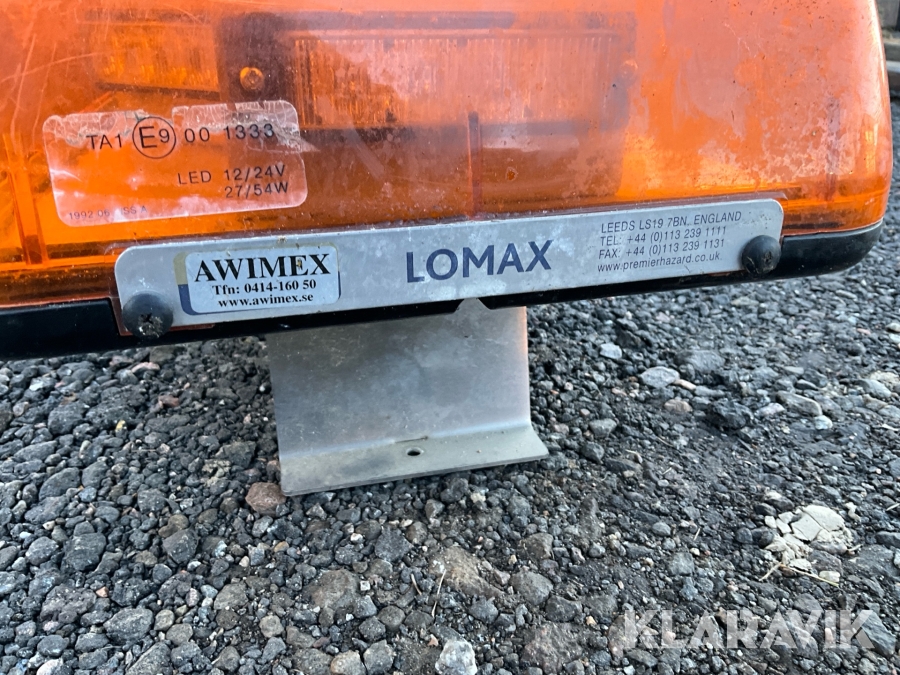 TA1 E9 00 1333
LED 12/24V
27/54W
AWIMEX
Tfn: 0414-160 50
www.awimex.se
LOMAX
LEEDS LS19 7BN, ENGLAND
TEL: +44 (0)113 239 1111
FAX: +44 (0)113 239 1131
www.premierhazard.co.uk
KLARAVIK